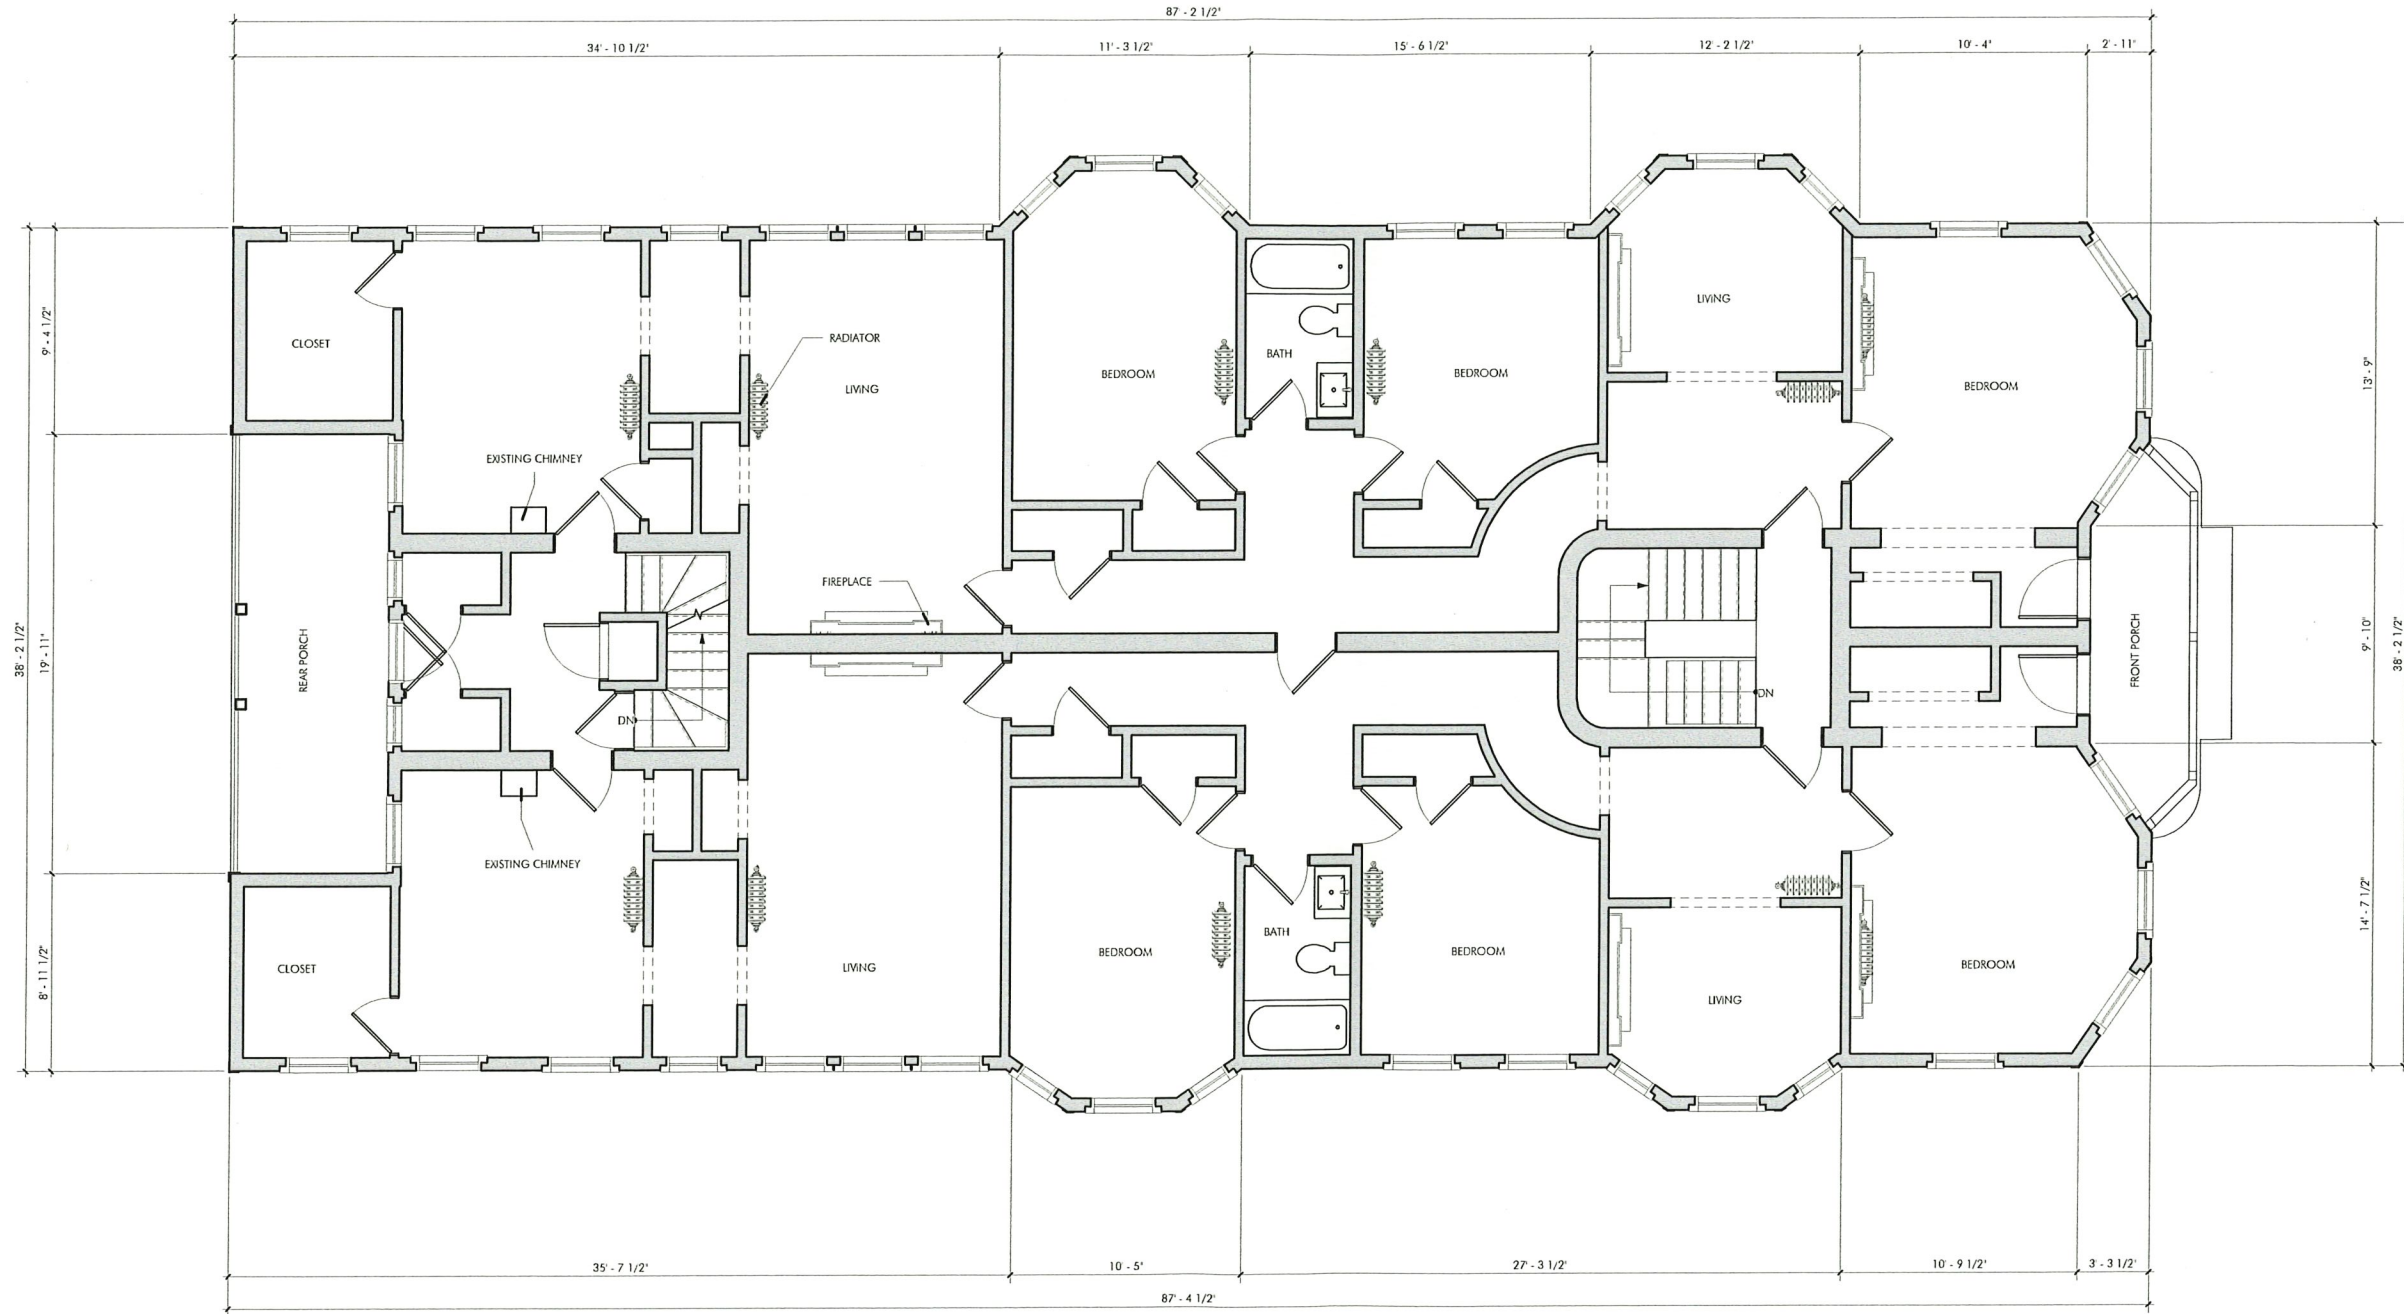 87' - 2 1/2"
34' - 10 1/2"
11' - 3 1/2"
15' - 6 1/2"
12' - 2 1/2"
10' - 4"
2' - 11"
9' - 4 1/2"
19' - 11"
8' - 11 1/2"
38' - 2 1/2"
13' - 9"
9' - 10"
14' - 7 1/2"
38' - 2 1/2"
CLOSET
RADIATOR
LIVING
BEDROOM
BATH
BEDROOM
LIVING
BEDROOM
EXISTING CHIMNEY
FIREPLACE
REAR PORCH
DN
DN
FRONT PORCH
EXISTING CHIMNEY
CLOSET
LIVING
BEDROOM
BATH
BEDROOM
LIVING
BEDROOM
35' - 7 1/2"
10' - 5"
27' - 3 1/2"
10' - 9 1/2"
3' - 3 1/2"
87' - 4 1/2"